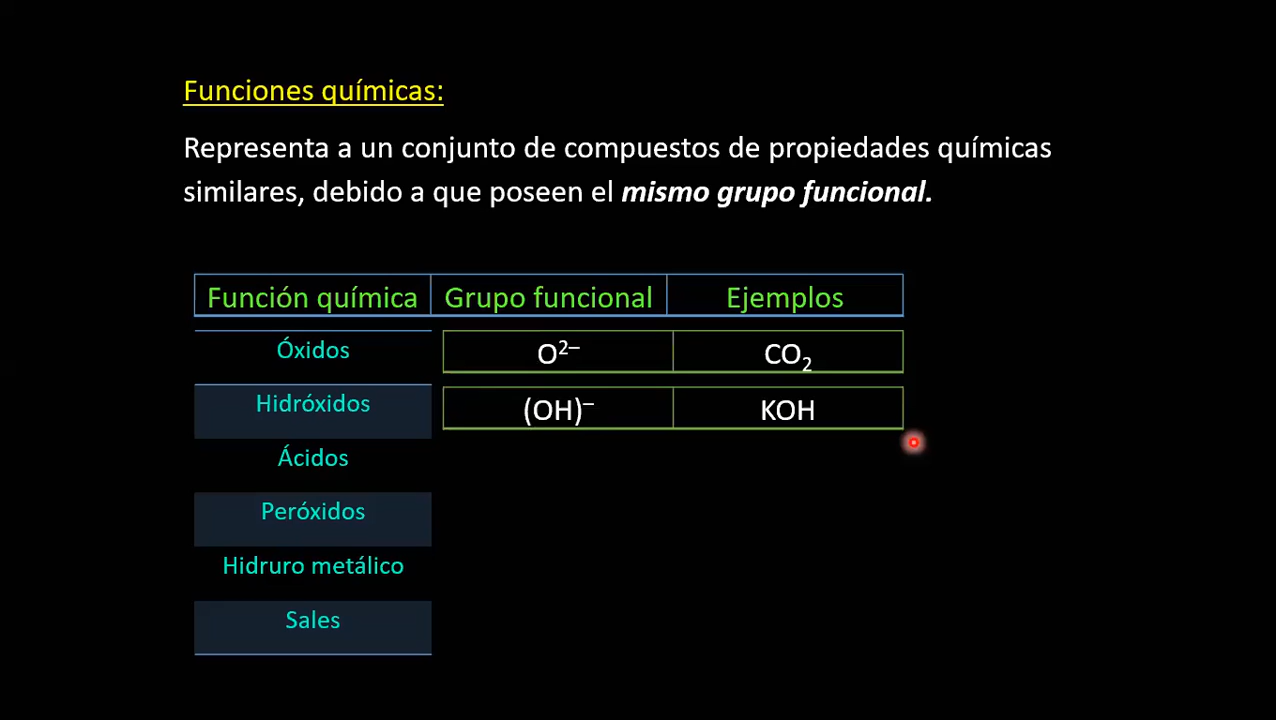 Funciones químicas:
Representa a un conjunto de compuestos de propiedades químicas
similares, debido a que poseen el mismo grupo funcional.
Función química Grupo funcional Ejemplos
Óxidos O²⁻ CO₂
Hidróxidos (OH)⁻ KOH
Ácidos
Peróxidos
Hidruro metálico
Sales